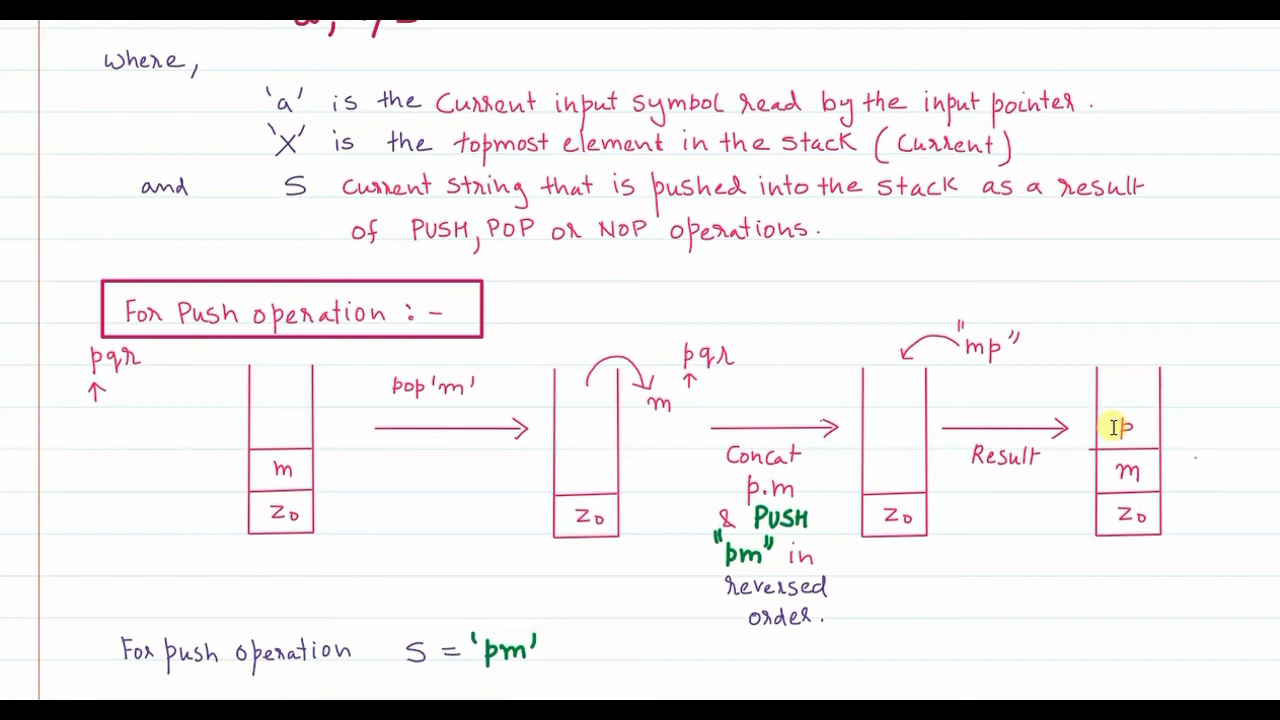 where,
'a' is the Current input symbol read by the input pointer.
'X' is the topmost element in the stack (Current)
and S Current string that is pushed into the stack as a result
of PUSH, POP or NOP operations.
For Push operation :-
pqr
m
Z0
pop 'm'
m
Z0
pqr
Concat
p.m
& PUSH
"pm" in
reversed
order.
"mp"
Z0
Result
p
m
Z0
For push operation S = 'pm'